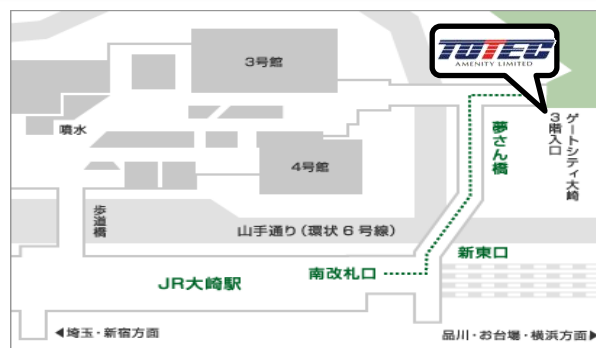 3号館
TOTEC
AMENITY LIMITED
噴水
4号館
夢さん橋
ゲートシティ大崎
3階入口
歩道橋
山手通り（環状6号線）
新東口
JR大崎駅
南改札口
◀埼玉・新宿方面
品川・お台場・横浜方面▶